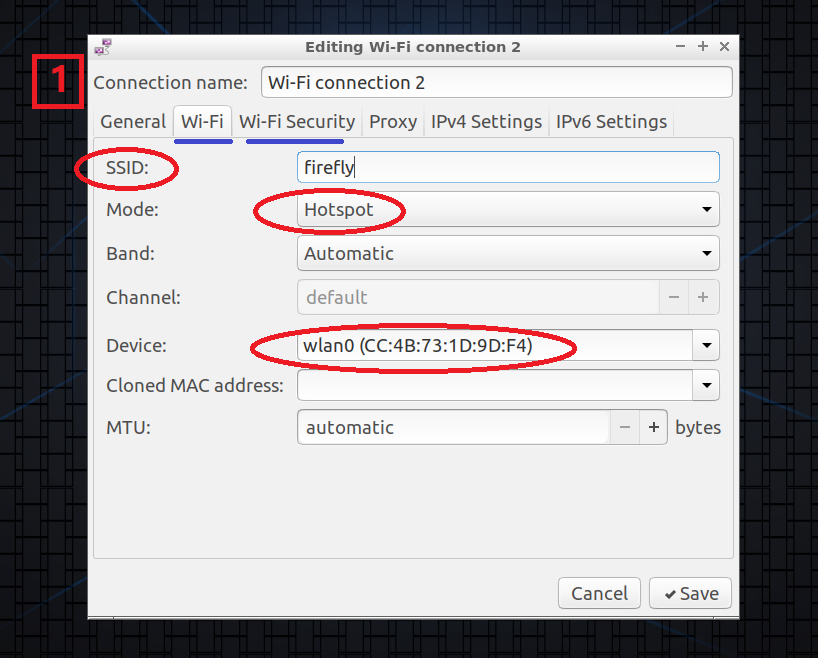 Editing Wi-Fi connection 2
1
Connection name: Wi-Fi connection 2
General Wi-Fi Wi-Fi Security Proxy IPv4 Settings IPv6 Settings
SSID: firefly
Mode: Hotspot
Band: Automatic
Channel: default
Device: wlan0 (CC:4B:73:1D:9D:F4)
Cloned MAC address:
MTU: automatic bytes
Cancel Save